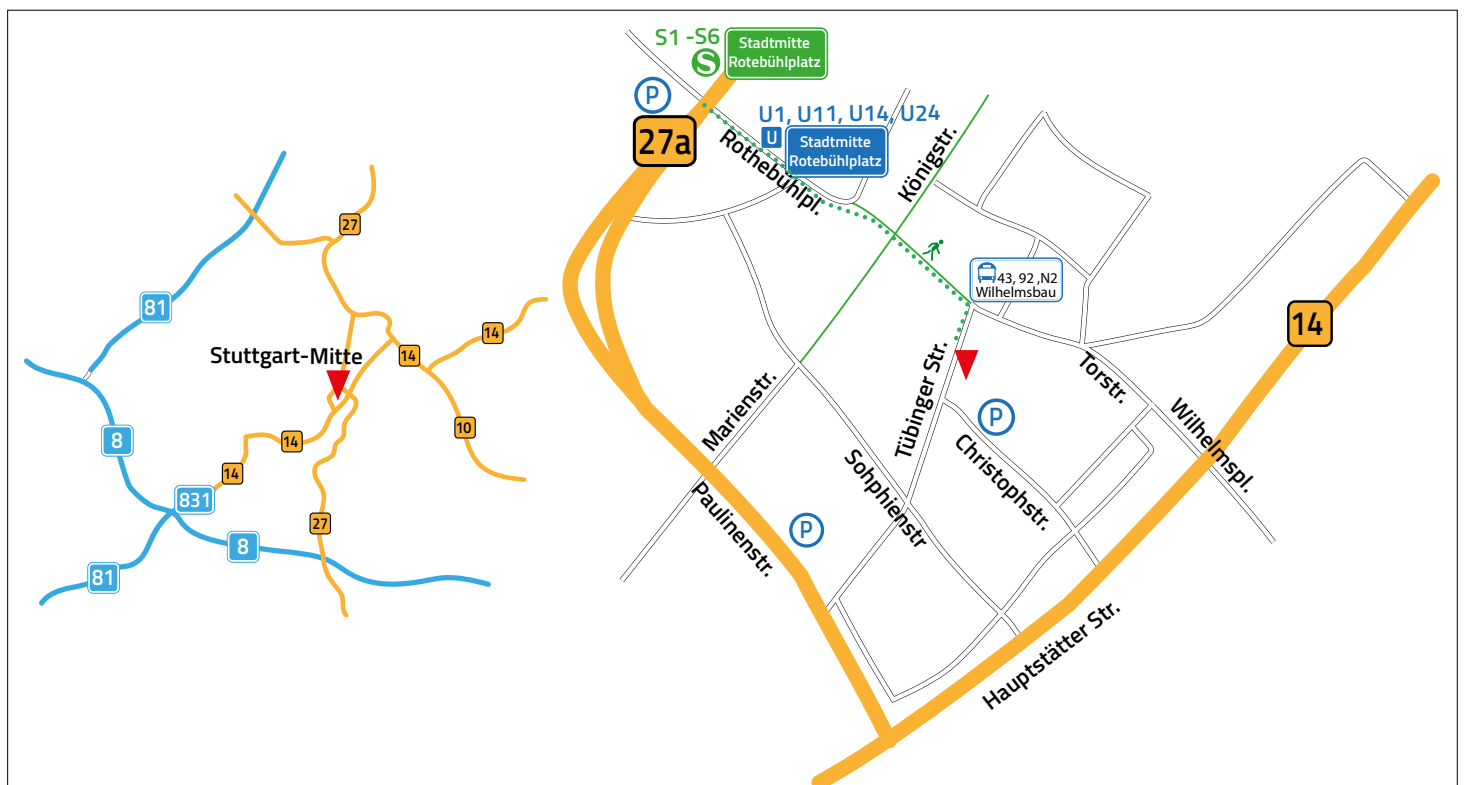 27
81
14
14
Stuttgart-Mitte
8
10
14
14
831
27
8
81
S1 -S6
S
Stadtmitte
Rotebühlplatz
P
27a
U1, U11, U14, U24
U
Stadtmitte
Rotebühlplatz
Rothebühlpl.
Königstr.
43, 92 ,N2
Wilhelmsbau
14
Tübinger Str.
Torstr.
Marienstr.
P
Wilhelmspl.
Christophstr.
Sohphienstr
Paulinenstr.
P
Hauptstätter Str.